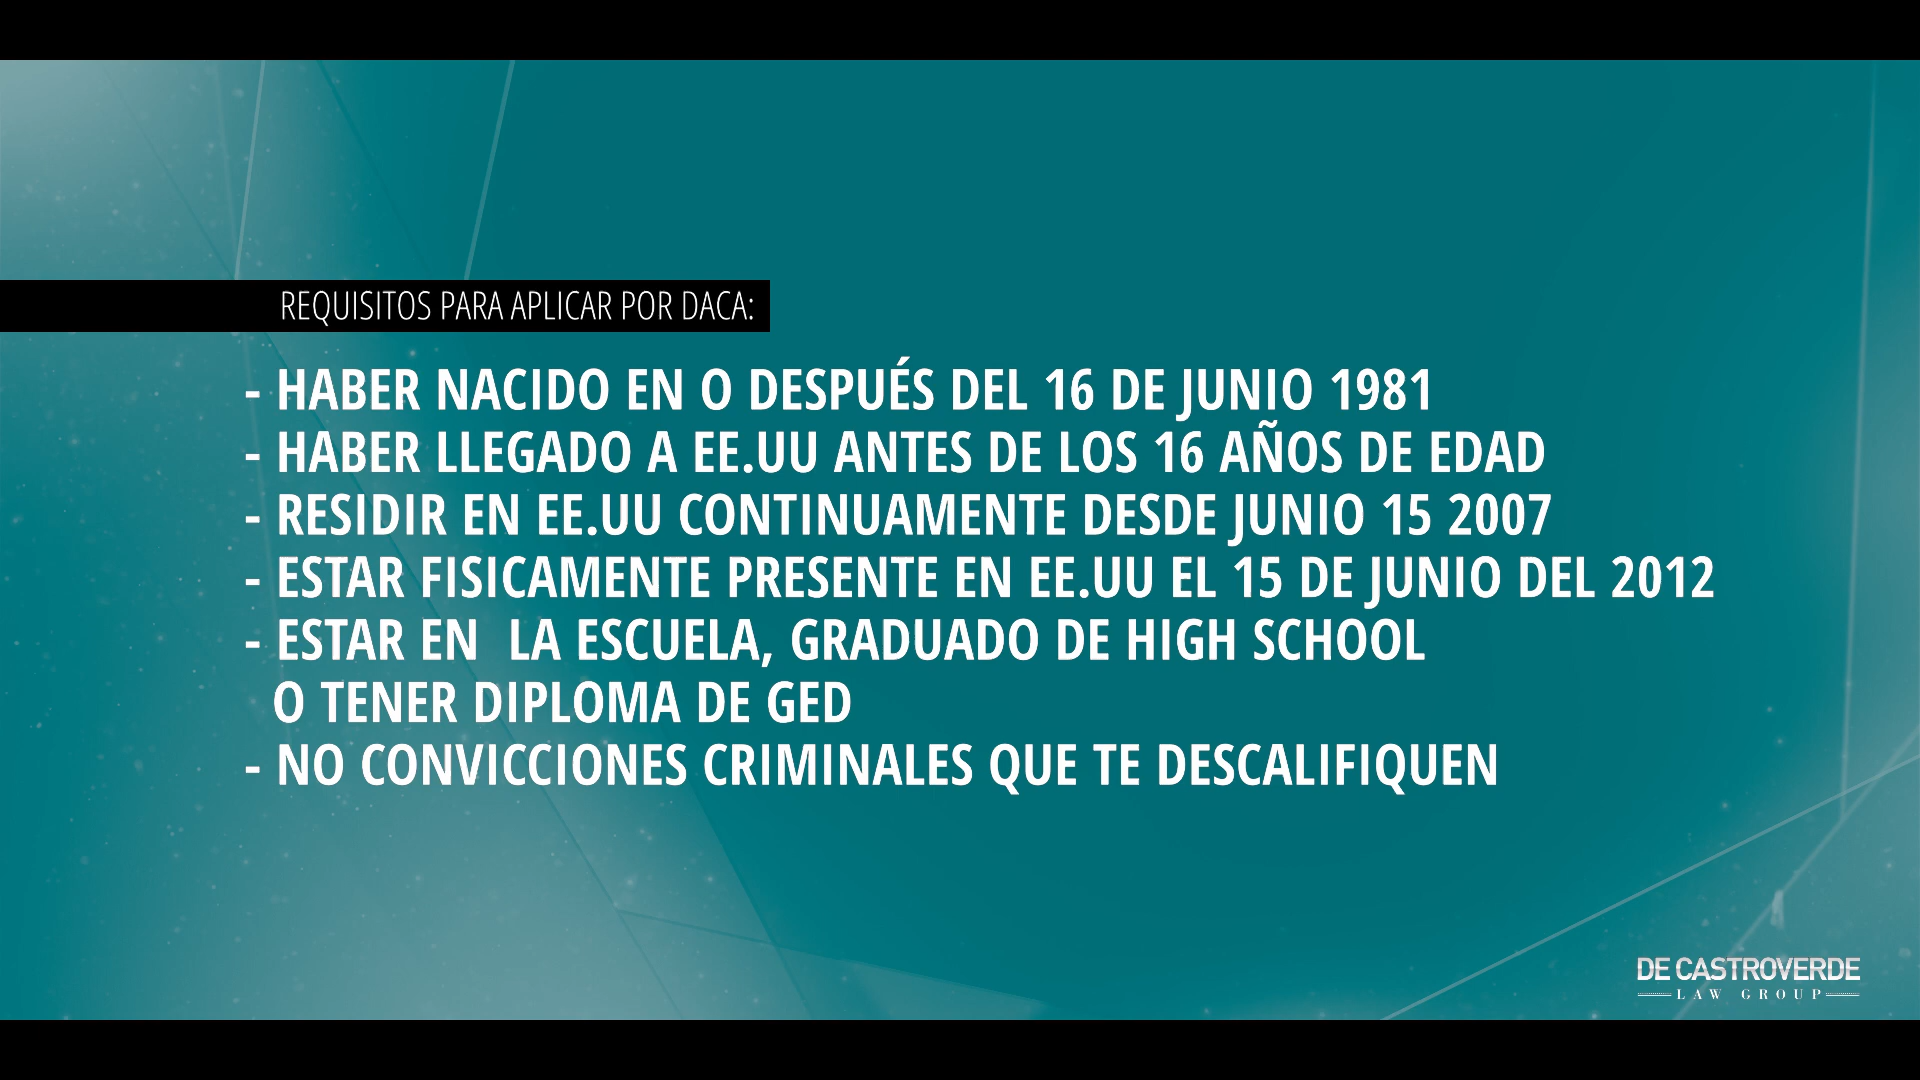 REQUISITOS PARA APLICAR POR DACA:
- HABER NACIDO EN O DESPUÉS DEL 16 DE JUNIO 1981
- HABER LLEGADO A EE.UU ANTES DE LOS 16 AÑOS DE EDAD
- RESIDIR EN EE.UU CONTINUAMENTE DESDE JUNIO 15 2007
- ESTAR FISICAMENTE PRESENTE EN EE.UU EL 15 DE JUNIO DEL 2012
- ESTAR EN  LA ESCUELA, GRADUADO DE HIGH SCHOOL
O TENER DIPLOMA DE GED
- NO CONVICCIONES CRIMINALES QUE TE DESCALIFIQUEN
DE CASTROVERDE
LAW GROUP